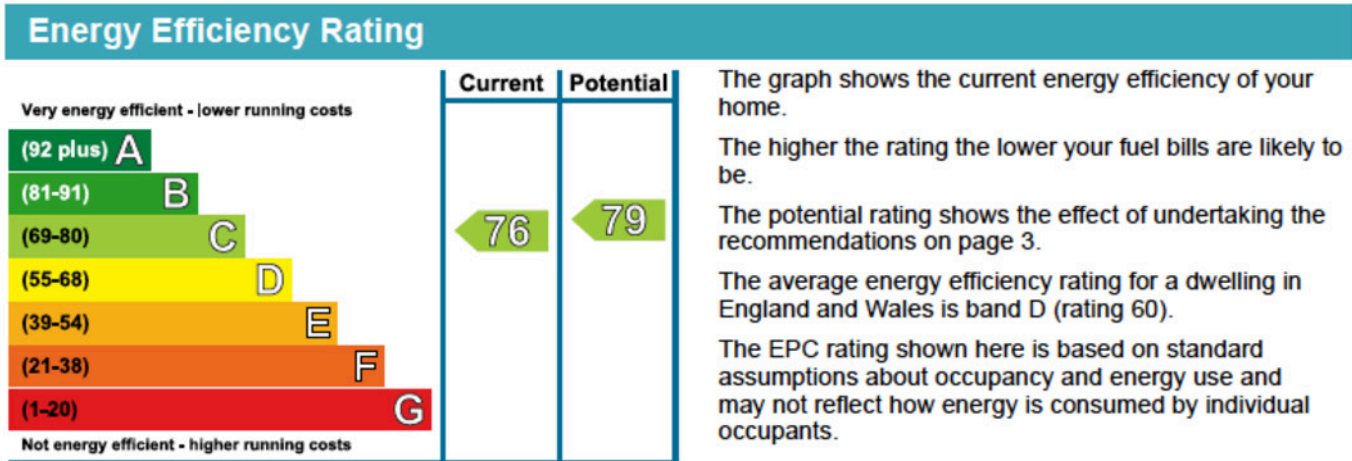 Energy Efficiency Rating
Current Potential
Very energy efficient - lower running costs
(92 plus) A
(81-91) B
(69-80) C
(55-68) D
(39-54) E
(21-38) F
(1-20) G
Not energy efficient - higher running costs
76
79
The graph shows the current energy efficiency of your
home.
The higher the rating the lower your fuel bills are likely to
be.
The potential rating shows the effect of undertaking the
recommendations on page 3.
The average energy efficiency rating for a dwelling in
England and Wales is band D (rating 60).
The EPC rating shown here is based on standard
assumptions about occupancy and energy use and
may not reflect how energy is consumed by individual
occupants.